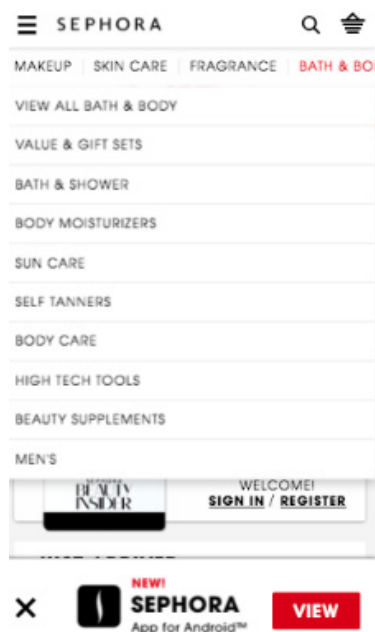 SEPHORA
MAKEUP SKIN CARE FRAGRANCE BATH & BO
VIEW ALL BATH & BODY
VALUE & GIFT SETS
BATH & SHOWER
BODY MOISTURIZERS
SUN CARE
SELF TANNERS
BODY CARE
HIGH TECH TOOLS
BEAUTY SUPPLEMENTS
MEN'S
BEAUTY
INSIDER
WELCOME!
SIGN IN / REGISTER
NEW!
SEPHORA
App for Android™
VIEW